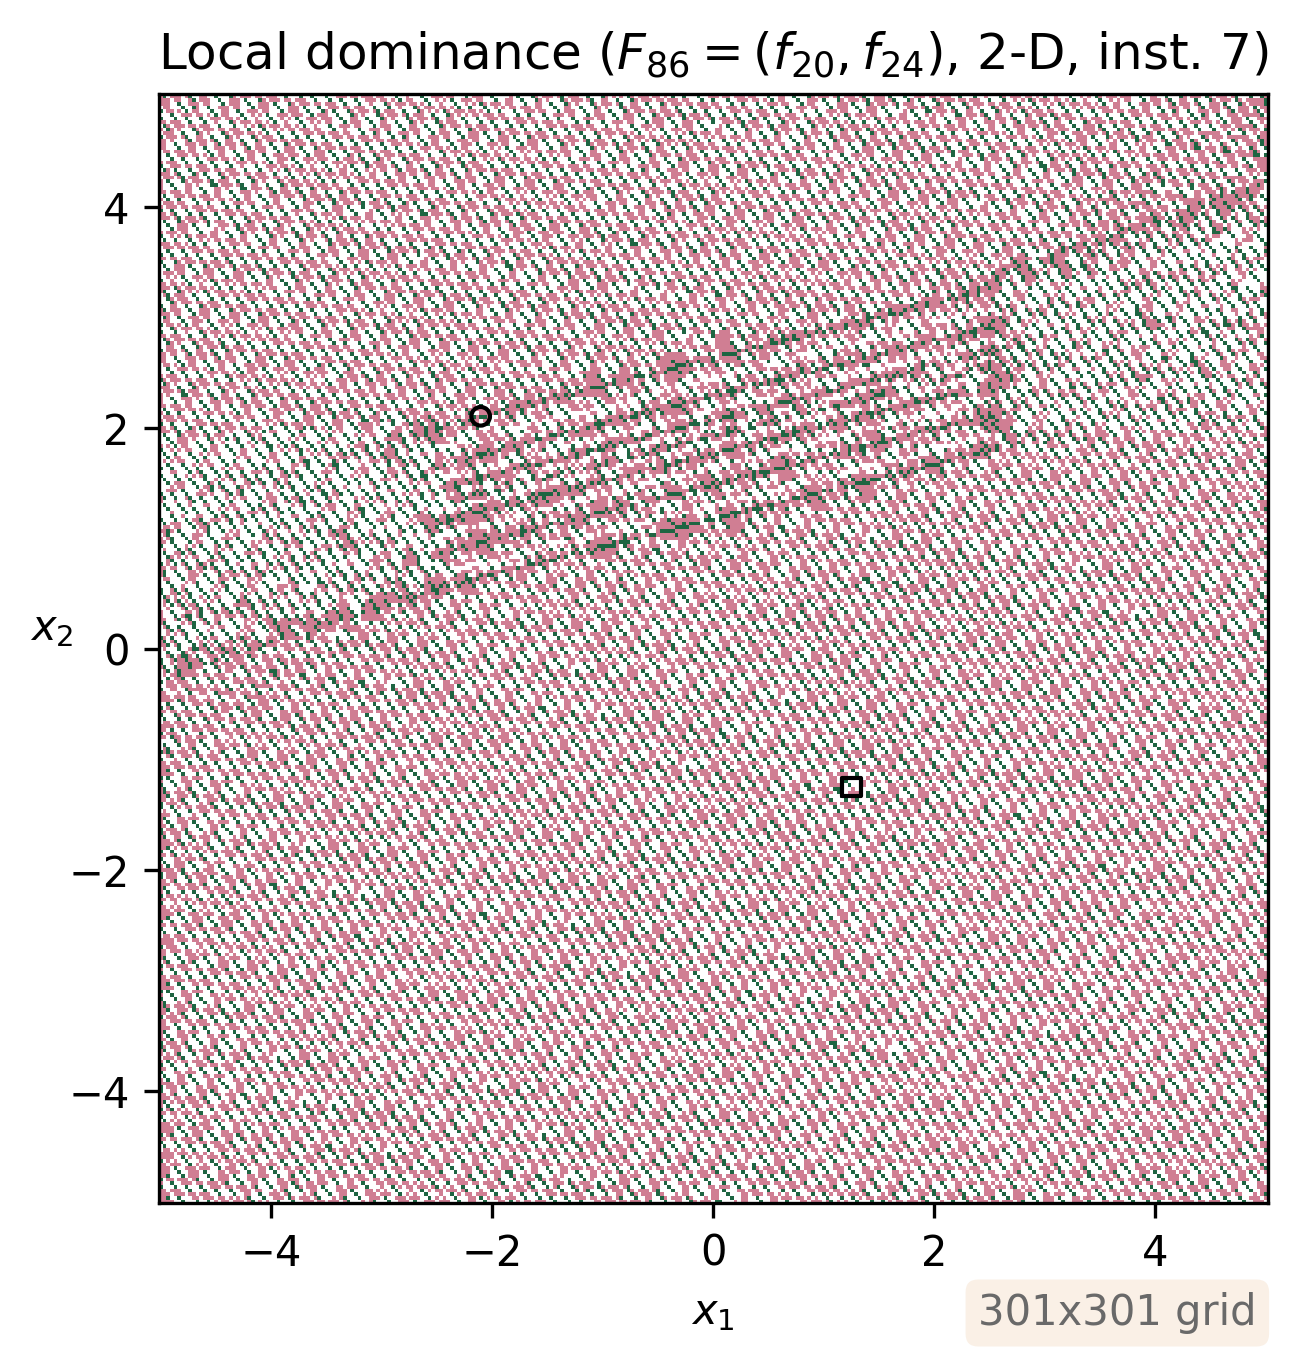 Local dominance (F₈₆ = (f₂₀, f₂₄), 2-D, inst. 7)
4
2
x₂
0
−2
−4
−4 −2 0 2 4
x₁
301x301 grid